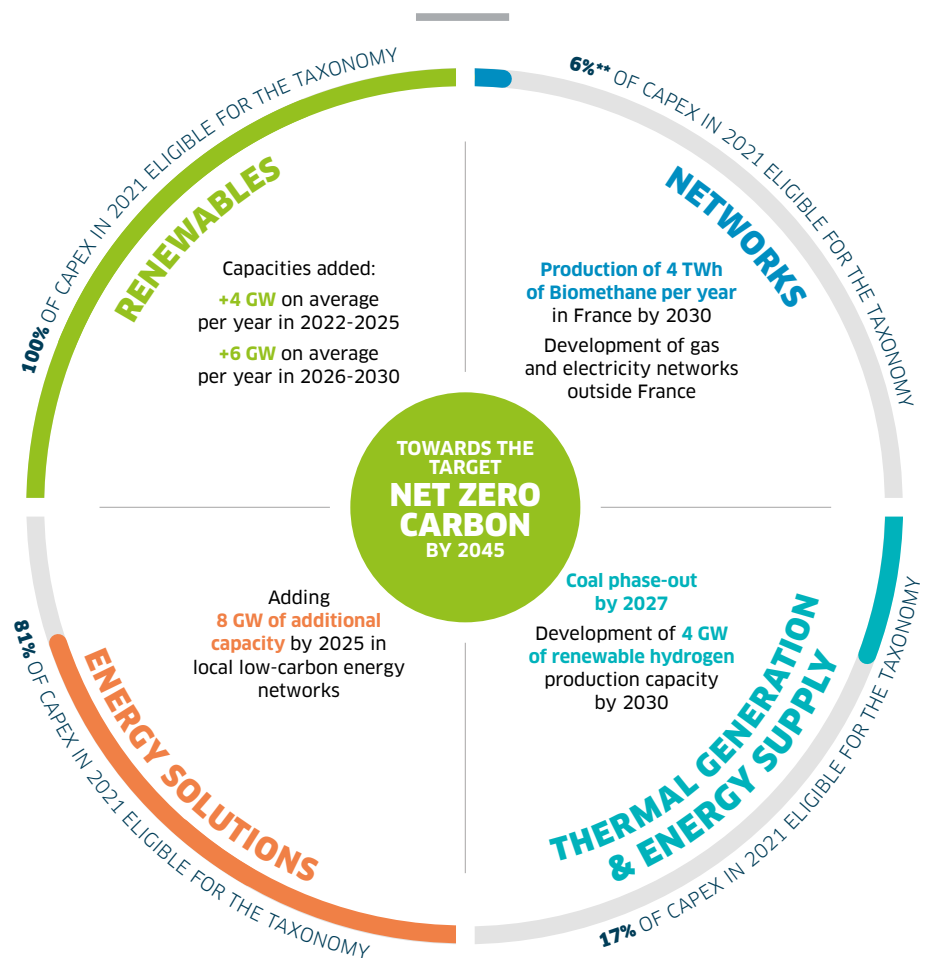 100% OF CAPEX IN 2021 ELIGIBLE FOR THE TAXONOMY
RENEWABLES
Capacities added:
+4 GW on average
per year in 2022-2025
+6 GW on average
per year in 2026-2030
6%** OF CAPEX IN 2021 ELIGIBLE FOR THE TAXONOMY
NETWORKS
Production of 4 TWh
of Biomethane per year
in France by 2030
Development of gas
and electricity networks
outside France
TOWARDS THE
TARGET
NET ZERO
CARBON
BY 2045
81% OF CAPEX IN 2021 ELIGIBLE FOR THE TAXONOMY
ENERGY SOLUTIONS
Adding
8 GW of additional
capacity by 2025 in
local low-carbon energy
networks
Coal phase-out
by 2027
Development of 4 GW
of renewable hydrogen
production capacity
by 2030
THERMAL GENERATION
& ENERGY SUPPLY
17% OF CAPEX IN 2021 ELIGIBLE FOR THE TAXONOMY